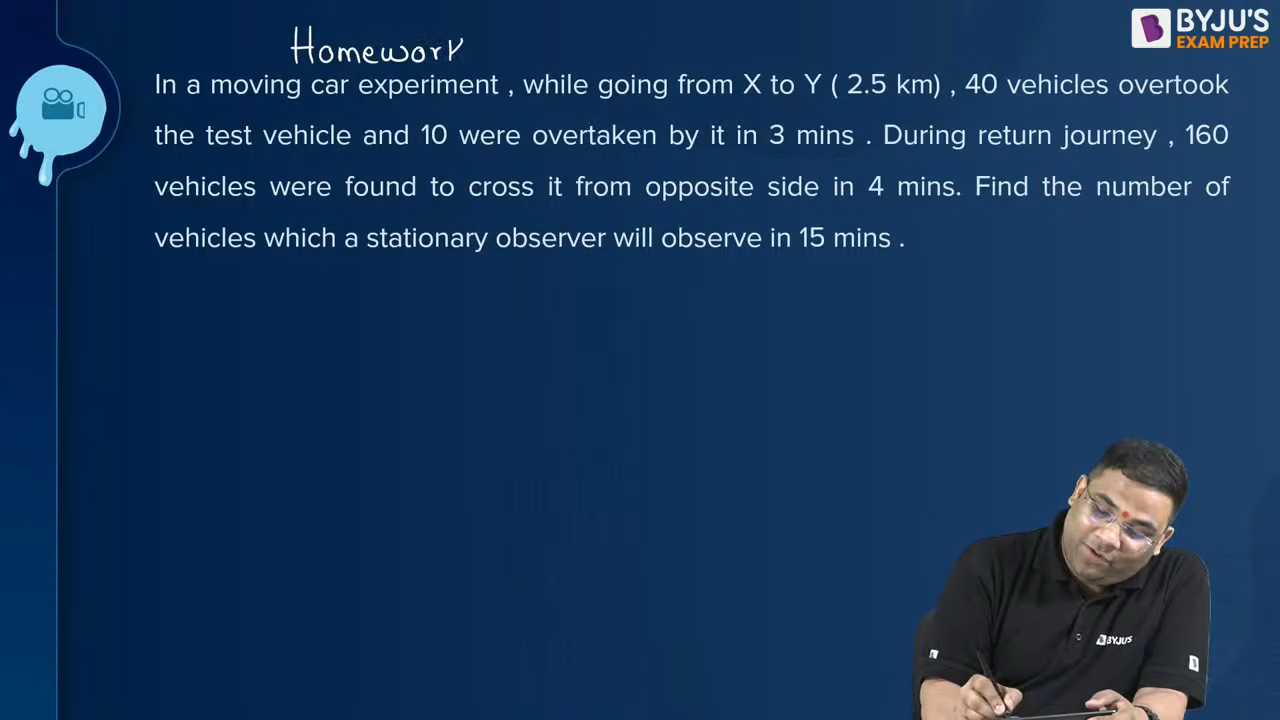 BYJU'S
EXAM PREP
Homework
In a moving car experiment , while going from X to Y ( 2.5 km) , 40 vehicles overtook
the test vehicle and 10 were overtaken by it in 3 mins . During return journey , 160
vehicles were found to cross it from opposite side in 4 mins. Find the number of
vehicles which a stationary observer will observe in 15 mins .
BYJU'S